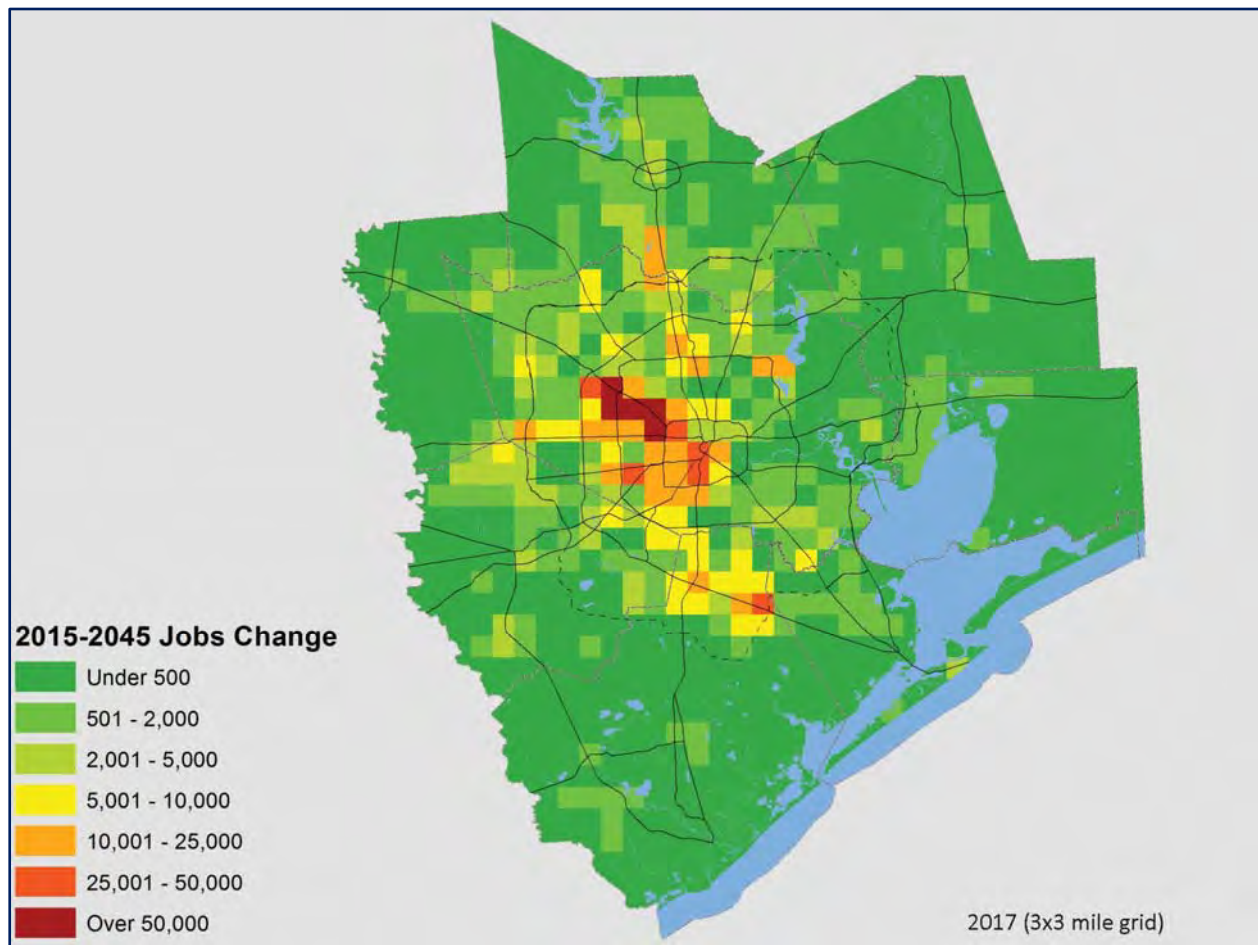 2015-2045 Jobs Change
Under 500
501 - 2,000
2,001 - 5,000
5,001 - 10,000
10,001 - 25,000
25,001 - 50,000
Over 50,000
2017 (3x3 mile grid)